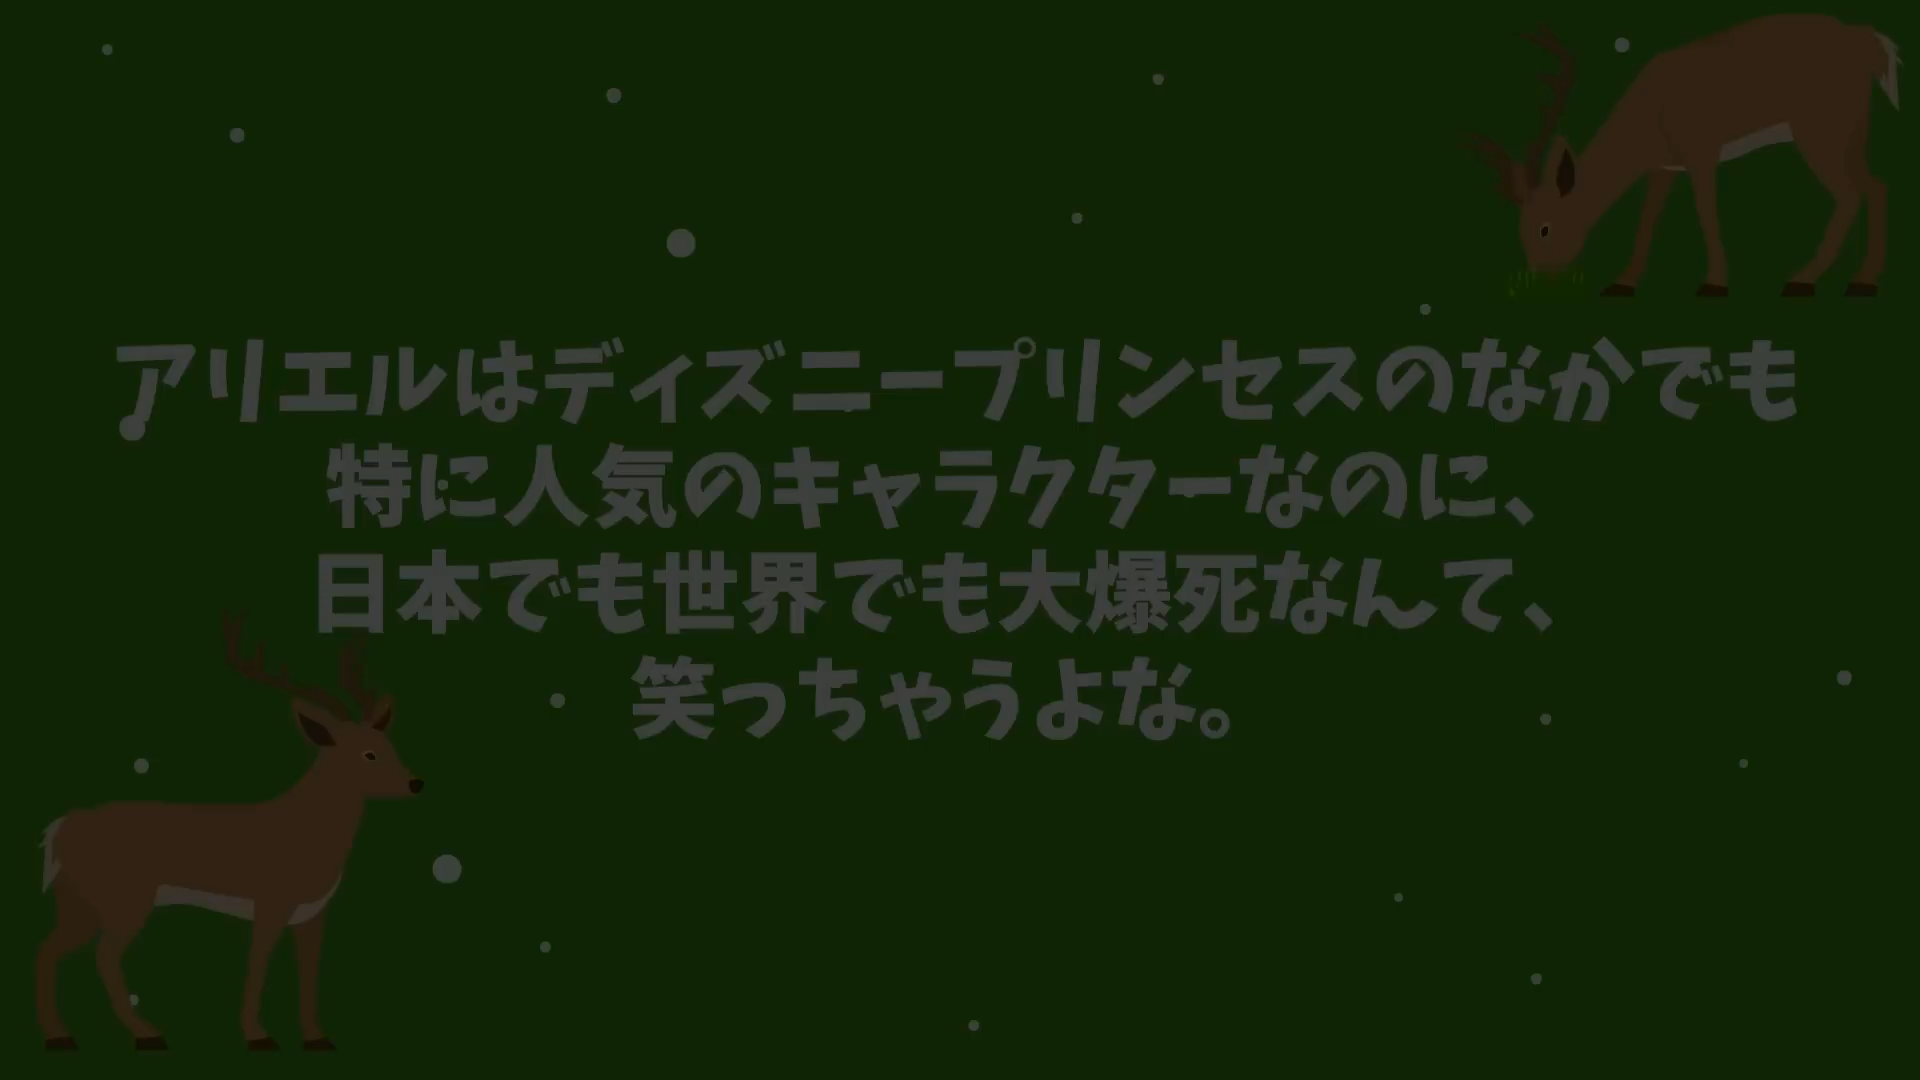 アリエルはディズニープリンセスのなかでも
特に人気のキャラクターなのに、
日本でも世界でも大爆死なんて、
笑っちゃうよな。